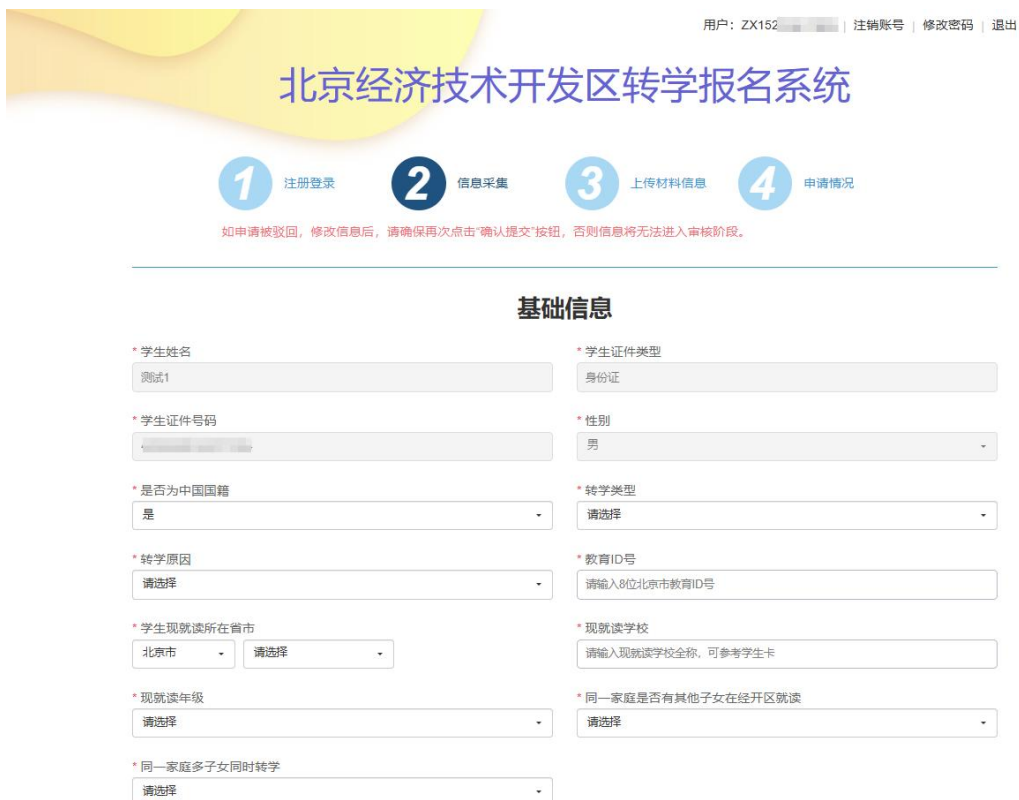 用户：ZX152 | 注销账号 | 修改密码 | 退出
北京经济技术开发区转学报名系统
1 注册登录 2 信息采集 3 上传材料信息 4 申请情况
如申请被驳回，修改信息后，请确保再次点击“确认提交”按钮，否则信息将无法进入审核阶段。
基础信息
* 学生姓名 * 学生证件类型
测试1 身份证
* 学生证件号码 * 性别
男
* 是否为中国国籍 * 转学类型
是 请选择
* 转学原因 * 教育ID号
请选择 请输入8位北京市教育ID号
* 学生现就读所在省市 * 现就读学校
北京市 请选择 请输入现就读学校全称，可参考学生卡
* 现就读年级 * 同一家庭是否有其他子女在经开区就读
请选择 请选择
* 同一家庭多子女同时转学
请选择